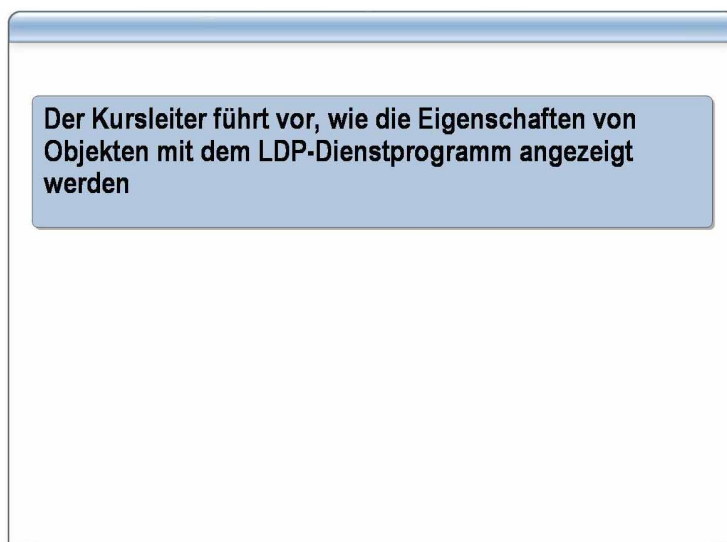 Der Kursleiter führt vor, wie die Eigenschaften von
Objekten mit dem LDP-Dienstprogramm angezeigt
werden